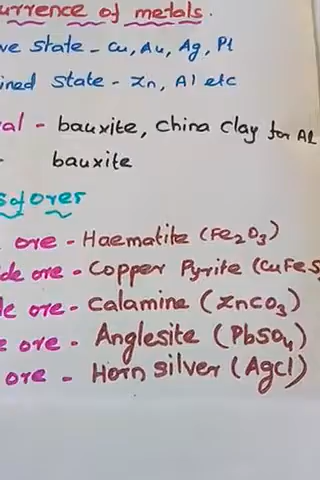 urrence of metals.
ve state - Cu, Au, Ag, Pt
ined state - Zn, Al etc
al - bauxite, China clay for Al
- bauxite
s of ores
ore - Haematite (Fe2O3)
de ore - Copper Pyrite (CuFeS
te ore - Calamine (ZnCO3)
e ore - Anglesite (PbSO4)
ore - Horn silver (AgCl)